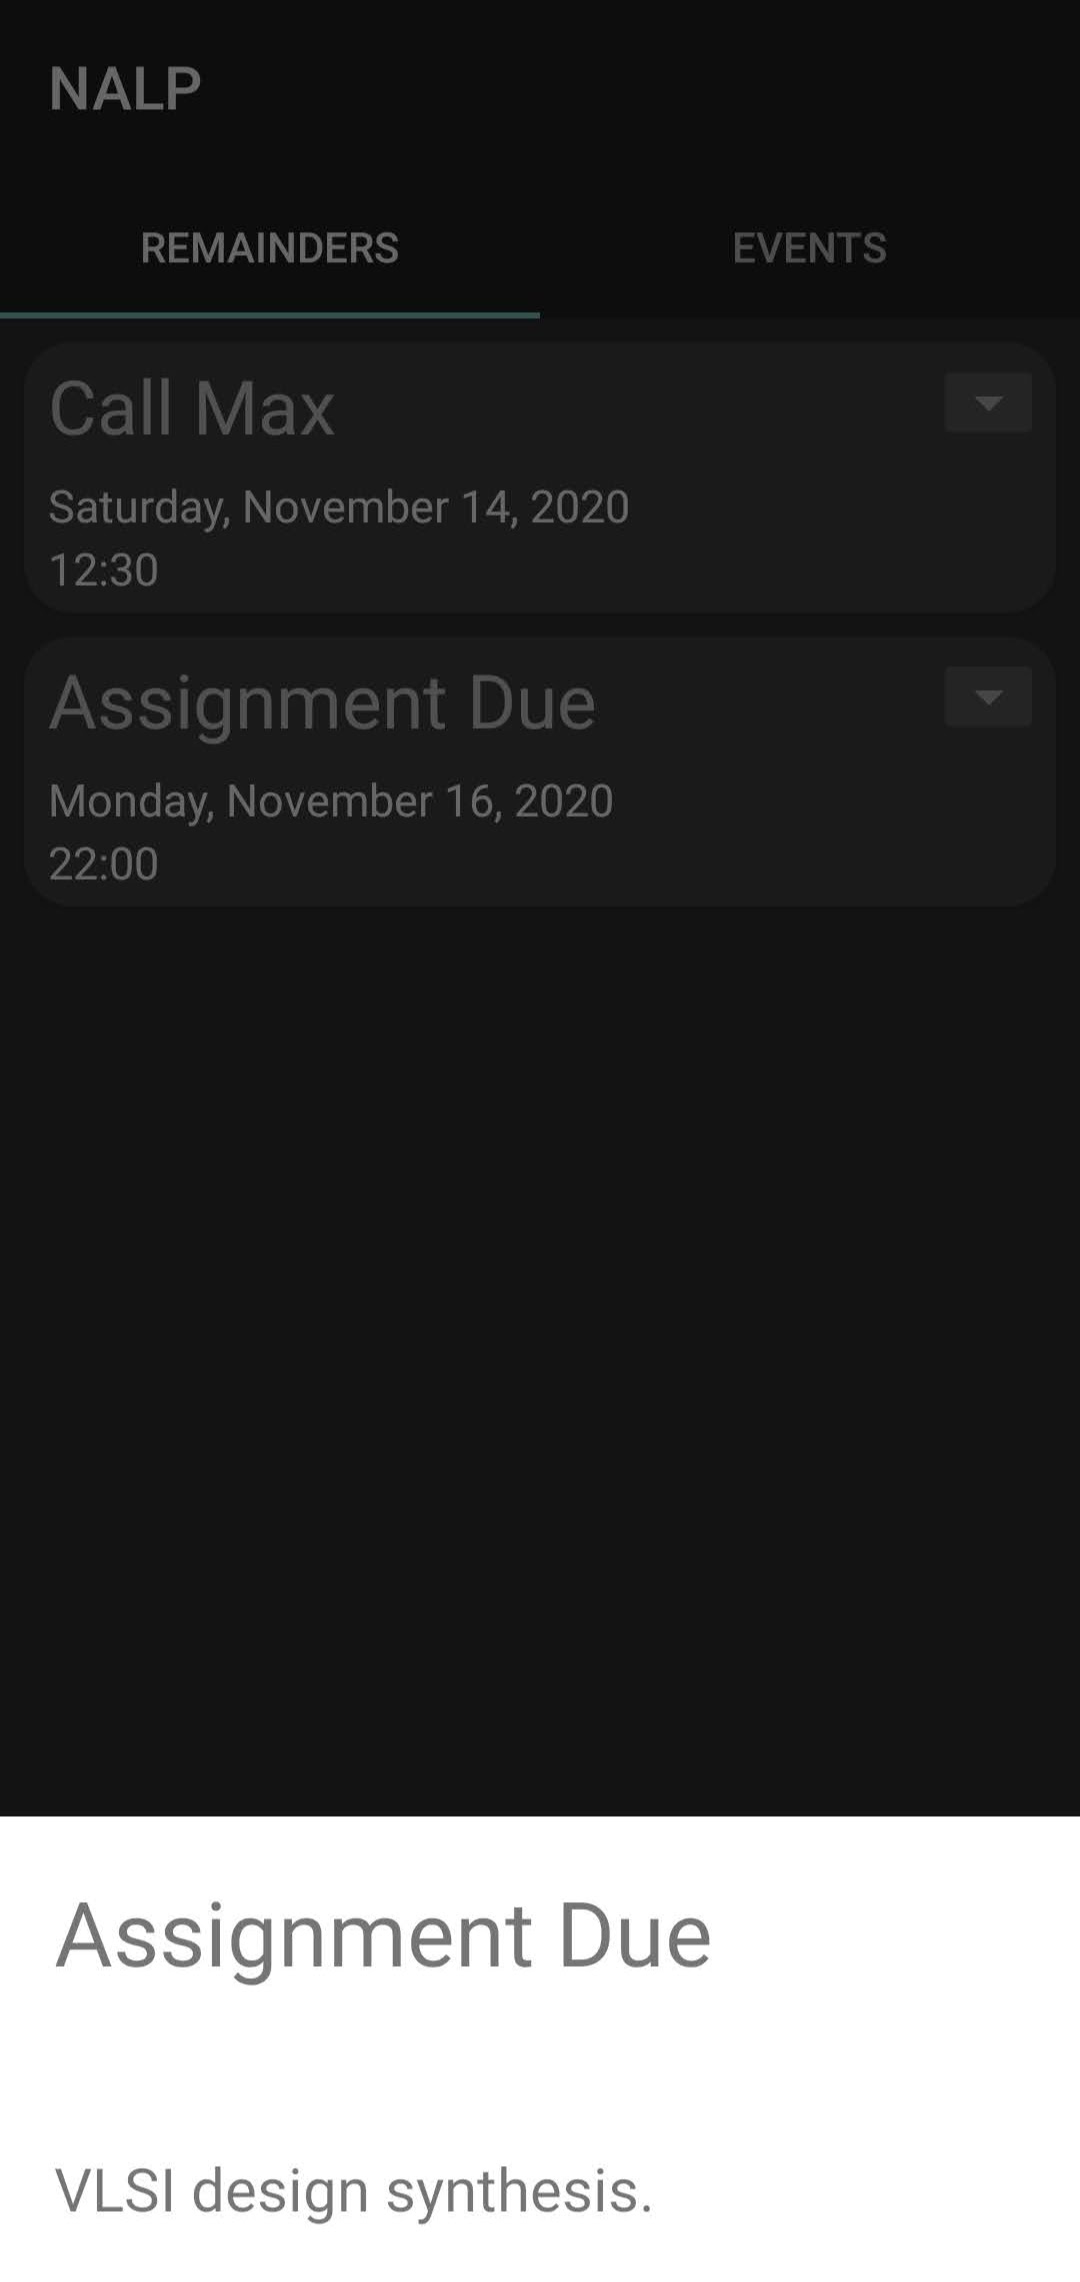 NALP
REMAINDERS EVENTS
Call Max
Saturday, November 14, 2020
12:30
Assignment Due
Monday, November 16, 2020
22:00
Assignment Due
VLSI design synthesis.